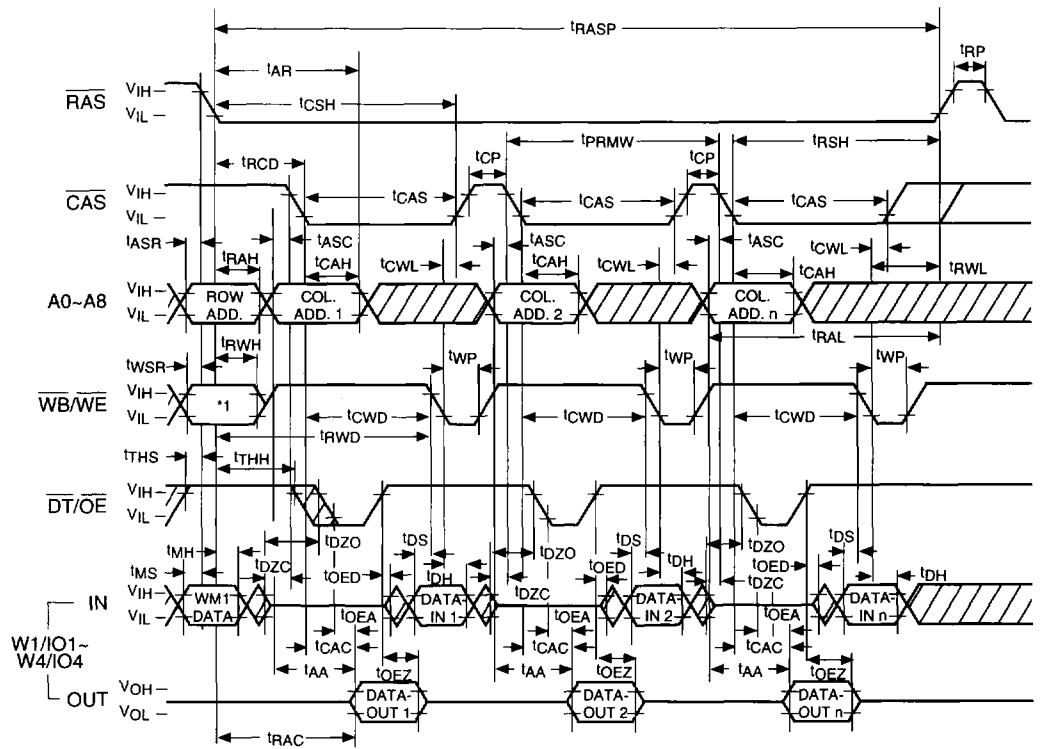 tRASP
tAR
tRP
RAS
VIH
VIL
tCSH
tRCD
tCP
tPRMW
tCP
tRSH
CAS
VIH
VIL
tCAS
tCAS
tCAS
tASR
tRAH
tASC
tCAH
tCWL
tASC
tCAH
tCWL
tASC
tCAH
tCWL
tRWL
A0~A8
VIH
VIL
ROW ADD.
COL. ADD. 1
COL. ADD. 2
COL. ADD. n
tRAL
tWSR
tRWH
tWP
tWP
tWP
WB/WE
VIH
VIL
*1
tCWD
tCWD
tCWD
tRWD
tTHS
tTHH
DT/OE
VIH
VIL
tMH
tMS
tDZC
tDZO
tOED
tDS
tDH
tDZO
tDZC
tOED
tDS
tDH
tDZO
tOED
tDZC
tDS
tDH
IN
VIH
VIL
WM1 DATA
DATA-IN 1
DATA-IN 2
DATA-IN n
W1/IO1~
W4/IO4
tOEA
tCAC
tAA
tOEZ
tOEA
tCAC
tAA
tOEZ
tOEA
tCAC
tAA
tOEZ
OUT
VOH
VOL
DATA-OUT 1
DATA-OUT 2
DATA-OUT n
tRAC